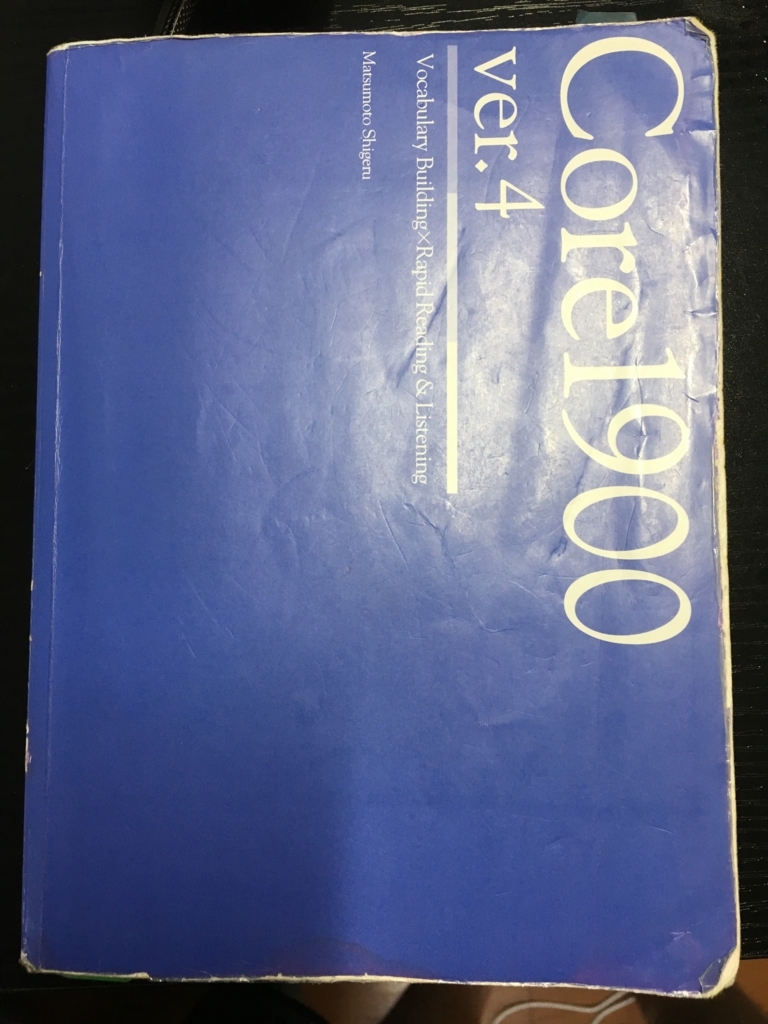 Core1900
ver.4
Vocabulary Building×Rapid Reading & Listening
Matsumoto Shigeru